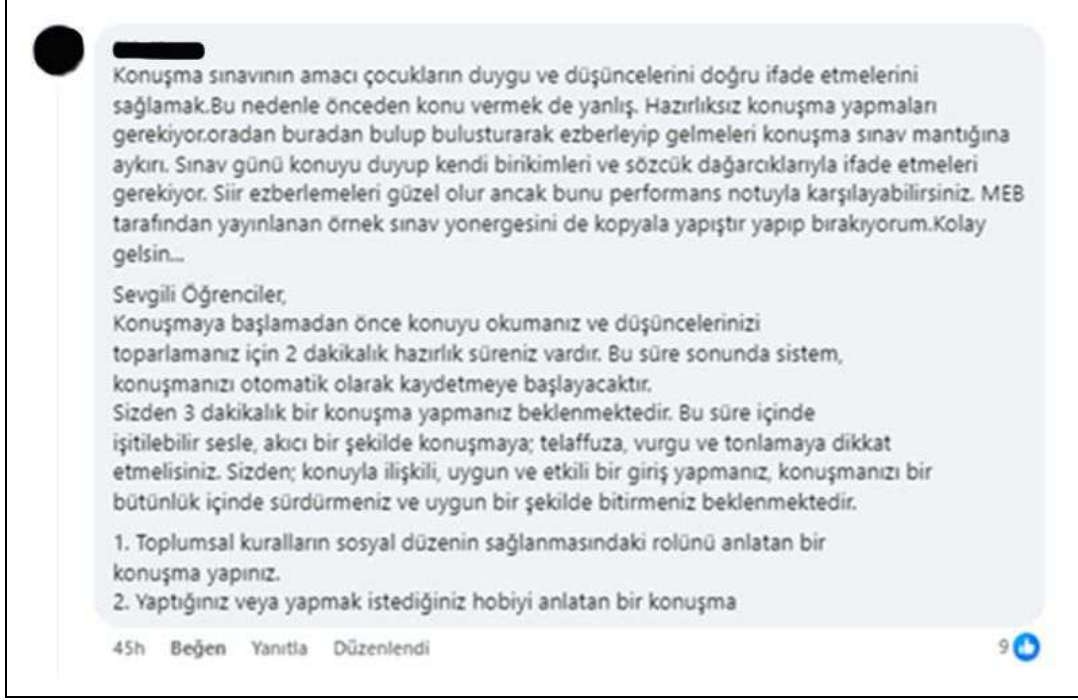 Konuşma sınavının amacı çocukların duygu ve düşüncelerini doğru ifade etmelerini
sağlamak.Bu nedenle önceden konu vermek de yanlış. Hazırlıksız konuşma yapmaları
gerekiyor.oradan buradan bulup bulusturarak ezberleyip gelmeleri konuşma sınav mantığına
aykırı. Sınav günü konuyu duyup kendi birikimleri ve sözcük dağarcıklarıyla ifade etmeleri
gerekiyor. Siir ezberlemeleri güzel olur ancak bunu performans notuyla karşılayabilirsiniz. MEB
tarafından yayınlanan örnek sınav yonergesini de kopyala yapıştır yapıp bırakıyorum.Kolay
gelsin...
Sevgili Öğrenciler,
Konuşmaya başlamadan önce konuyu okumanız ve düşüncelerinizi
toparlamanız için 2 dakikalık hazırlık süreniz vardır. Bu süre sonunda sistem,
konuşmanızı otomatik olarak kaydetmeye başlayacaktır.
Sizden 3 dakikalık bir konuşma yapmanız beklenmektedir. Bu süre içinde
işitilebilir sesle, akıcı bir şekilde konuşmaya; telaffuza, vurgu ve tonlamaya dikkat
etmelisiniz. Sizden; konuyla ilişkili, uygun ve etkili bir giriş yapmanız, konuşmanızı bir
bütünlük içinde sürdürmeniz ve uygun bir şekilde bitirmeniz beklenmektedir.
1. Toplumsal kuralların sosyal düzenin sağlanmasındaki rolünü anlatan bir
konuşma yapınız.
2. Yaptığınız veya yapmak istediğiniz hobiyi anlatan bir konuşma
45h Beğen Yanıtla Düzenlendi 9